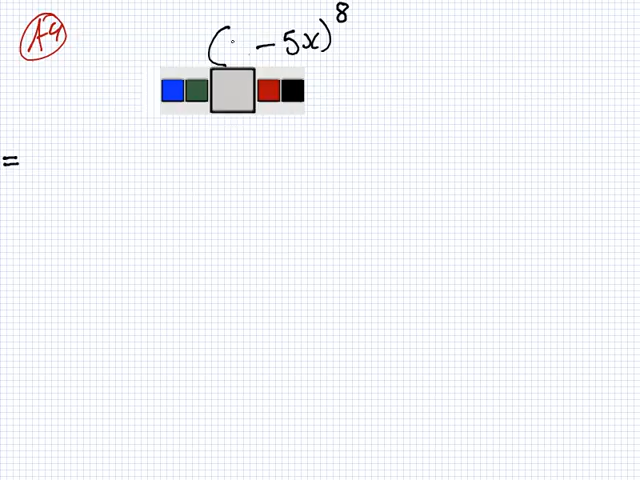 A9
( - 5x)^8
=